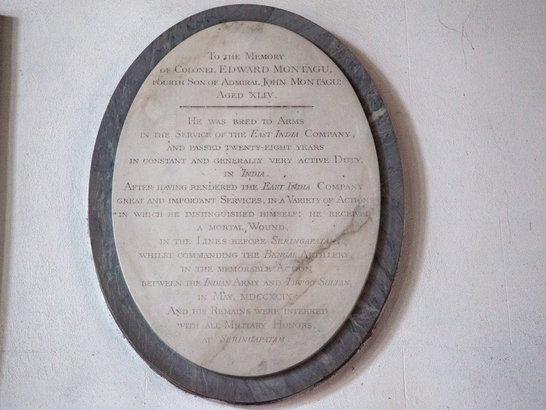 To the Memory
of Colonel EDWARD MONTAGU,
fourth Son of Admiral JOHN MONTAGU:
Aged XLIV.
He was bred to Arms
in the Service of the East India Company,
and passed twenty-eight years
in constant and generally very active Duty,
in India.
After having rendered the East India Company
great and important Services, in a Variety of Actions
in which he distinguished himself; he received
a mortal Wound,
in the Lines before Seringapatam,
whilst commanding the Bengal Artillery,
in the memorable Action
between the Indian Army and Tippoo Sultan,
in May, MDCCXCIX:
And his Remains were interred
with all Military Honors,
at Seringapatam.